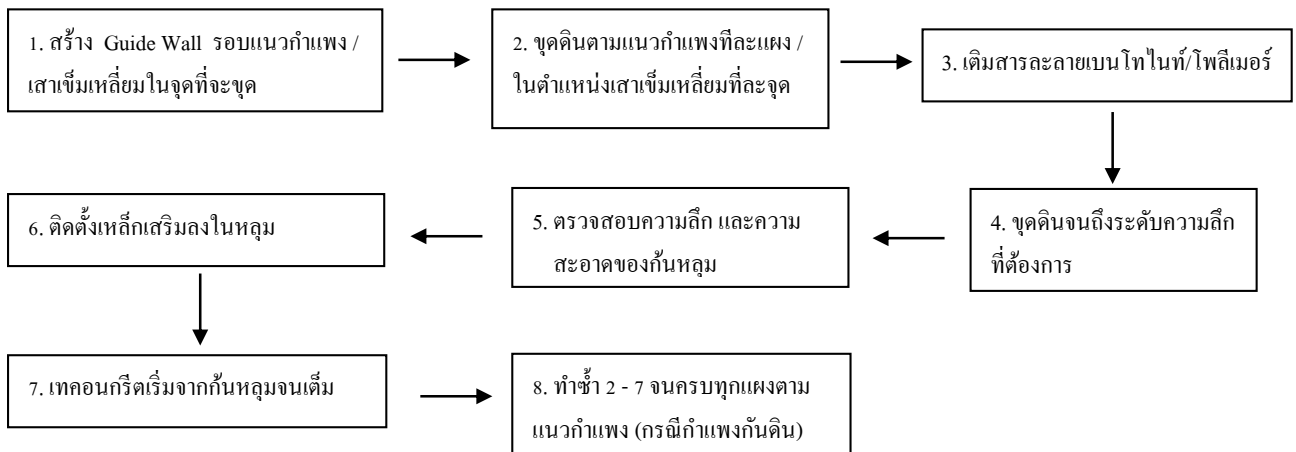 1. สร้าง Guide Wall รอบแนวกำแพง /
เสาเข็มเหลี่ยมในจุดที่จะขุด
2. ขุดดินตามแนวกำแพงทีละแผง /
ในตำแหน่งเสาเข็มเหลี่ยมที่ละจุด
3. เติมสารละลายเบนโทไนท์/โพลีเมอร์
4. ขุดดินจนถึงระดับความลึก
ที่ต้องการ
5. ตรวจสอบความลึก และความ
สะอาดของก้นหลุม
6. ติดตั้งเหล็กเสริมลงในหลุม
7. เทคอนกรีตเริ่มจากก้นหลุมจนเต็ม
8. ทำซ้ำ 2 - 7 จนครบทุกแผงตาม
แนวกำแพง (กรณีกำแพงกันดิน)